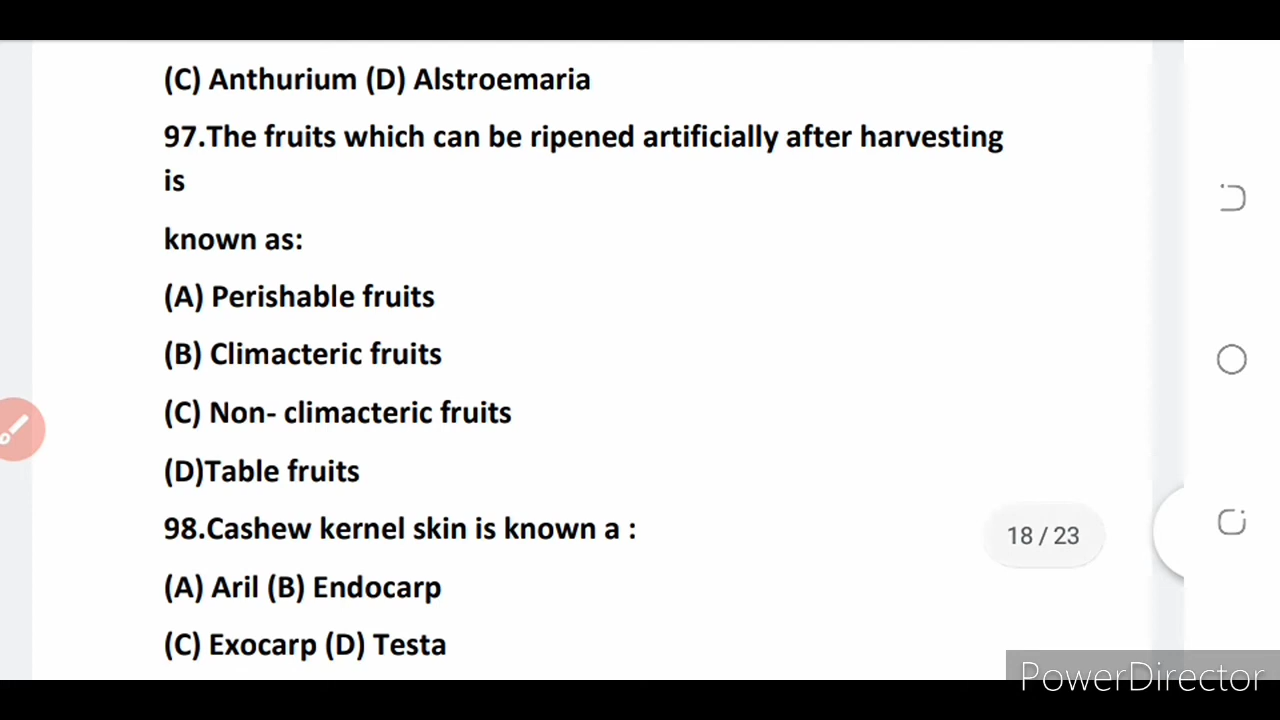 (C) Anthurium (D) Alstroemaria
97.The fruits which can be ripened artificially after harvesting
is
known as:
(A) Perishable fruits
(B) Climacteric fruits
(C) Non- climacteric fruits
(D)Table fruits
98.Cashew kernel skin is known a :
18 / 23
(A) Aril (B) Endocarp
(C) Exocarp (D) Testa
PowerDirector